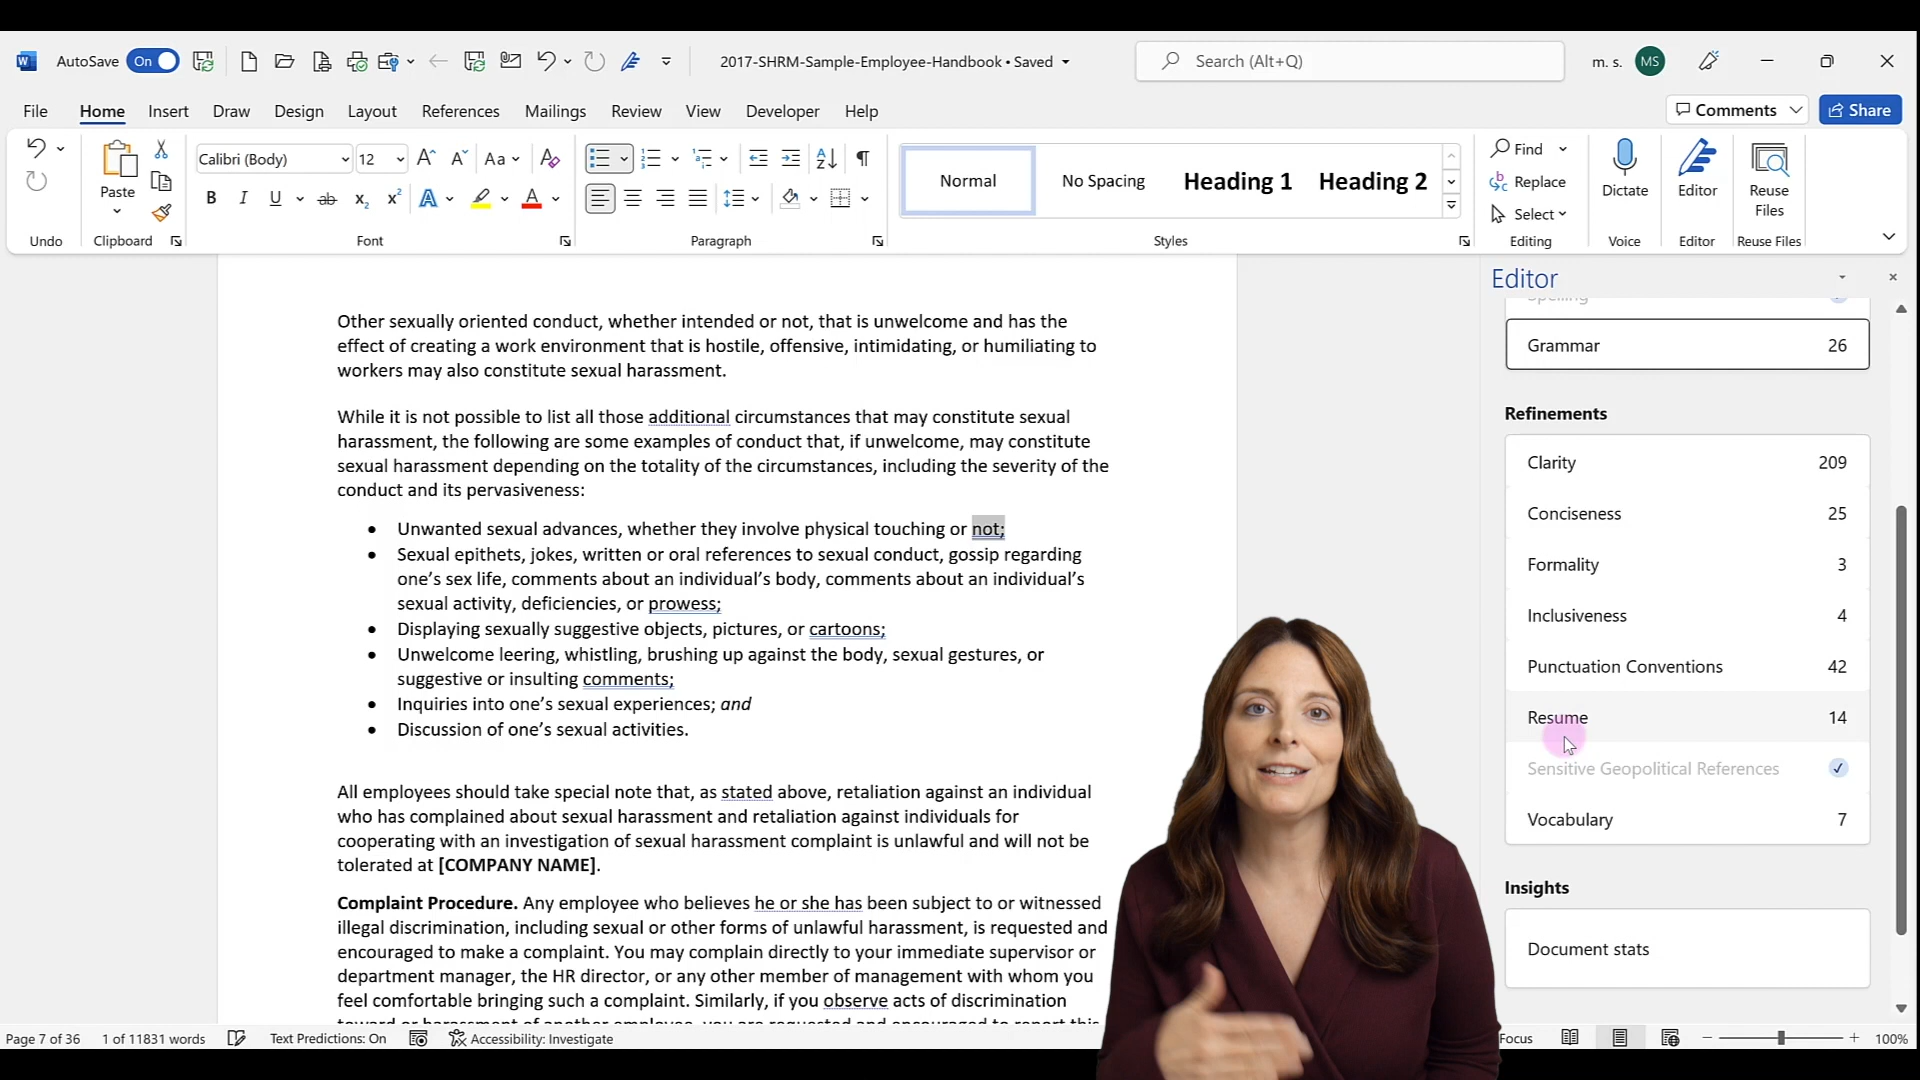 W
AutoSave On
2017-SHRM-Sample-Employee-Handbook • Saved
Search (Alt+Q)
m. s. MS
File Home Insert Draw Design Layout References Mailings Review View Developer Help
Comments Share
Calibri (Body) 12
Paste
Normal No Spacing Heading 1 Heading 2
Find
Replace
Select
Dictate
Editor
Reuse
Files
Undo Clipboard Font Paragraph Styles Editing Voice Editor Reuse Files
Other sexually oriented conduct, whether intended or not, that is unwelcome and has the
effect of creating a work environment that is hostile, offensive, intimidating, or humiliating to
workers may also constitute sexual harassment.
While it is not possible to list all those additional circumstances that may constitute sexual
harassment, the following are some examples of conduct that, if unwelcome, may constitute
sexual harassment depending on the totality of the circumstances, including the severity of the
conduct and its pervasiveness:
• Unwanted sexual advances, whether they involve physical touching or not;
• Sexual epithets, jokes, written or oral references to sexual conduct, gossip regarding
one’s sex life, comments about an individual’s body, comments about an individual’s
sexual activity, deficiencies, or prowess;
• Displaying sexually suggestive objects, pictures, or cartoons;
• Unwelcome leering, whistling, brushing up against the body, sexual gestures, or
suggestive or insulting comments;
• Inquiries into one’s sexual experiences; and
• Discussion of one’s sexual activities.
All employees should take special note that, as stated above, retaliation against an individual
who has complained about sexual harassment and retaliation against individuals for
cooperating with an investigation of sexual harassment complaint is unlawful and will not be
tolerated at [COMPANY NAME].
Complaint Procedure. Any employee who believes he or she has been subject to or witnessed
illegal discrimination, including sexual or other forms of unlawful harassment, is requested and
encouraged to make a complaint. You may complain directly to your immediate supervisor or
department manager, the HR director, or any other member of management with whom you
feel comfortable bringing such a complaint. Similarly, if you observe acts of discrimination
toward or harassment of another employee, you are requested and encouraged to report this
Editor
Spelling
Grammar 26
Refinements
Clarity 209
Conciseness 25
Formality 3
Inclusiveness 4
Punctuation Conventions 42
Resume 14
Sensitive Geopolitical References
Vocabulary 7
Insights
Document stats
Page 7 of 36 1 of 11831 words Text Predictions: On Accessibility: Investigate
Focus 100%